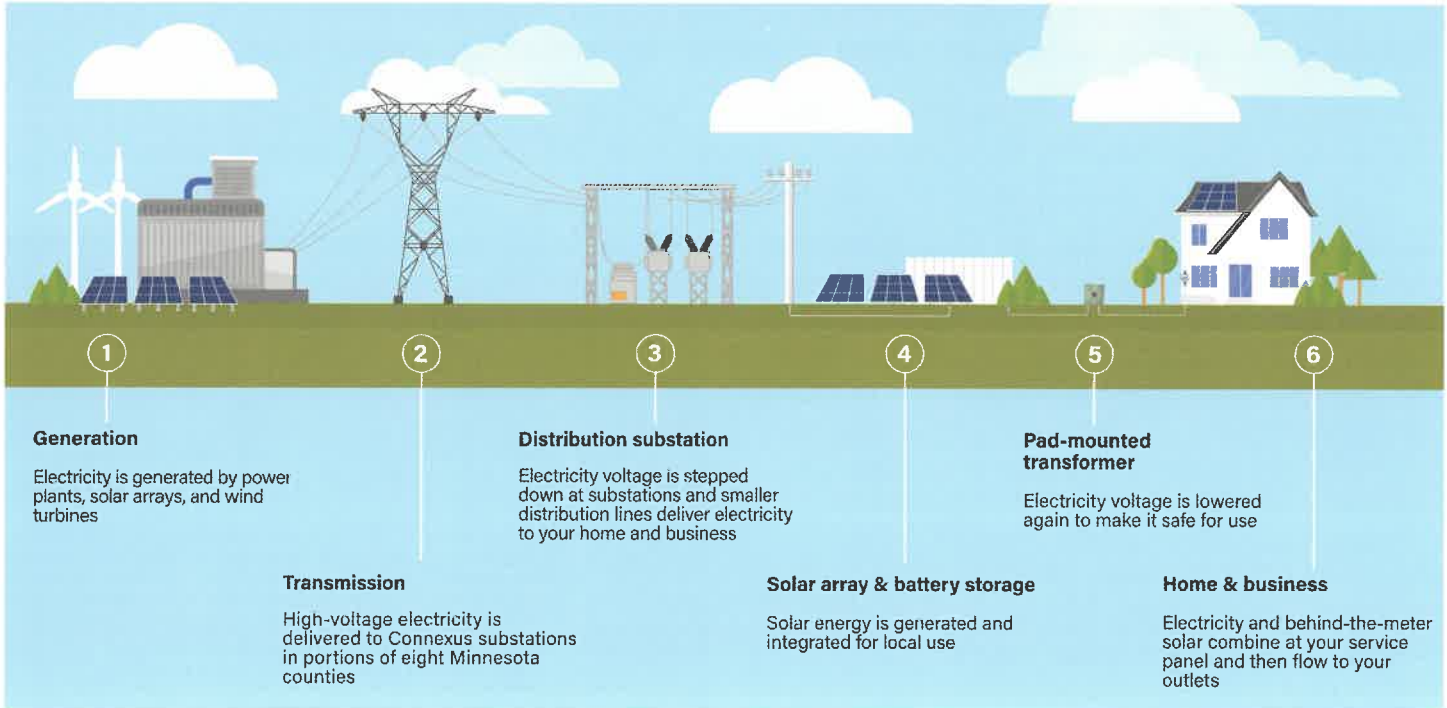 1
2
3
4
5
6
Generation
Electricity is generated by power
plants, solar arrays, and wind
turbines
Transmission
High-voltage electricity is
delivered to Connexus substations
in portions of eight Minnesota
counties
Distribution substation
Electricity voltage is stepped
down at substations and smaller
distribution lines deliver electricity
to your home and business
Solar array & battery storage
Solar energy is generated and
integrated for local use
Pad-mounted
transformer
Electricity voltage is lowered
again to make it safe for use
Home & business
Electricity and behind-the-meter
solar combine at your service
panel and then flow to your
outlets